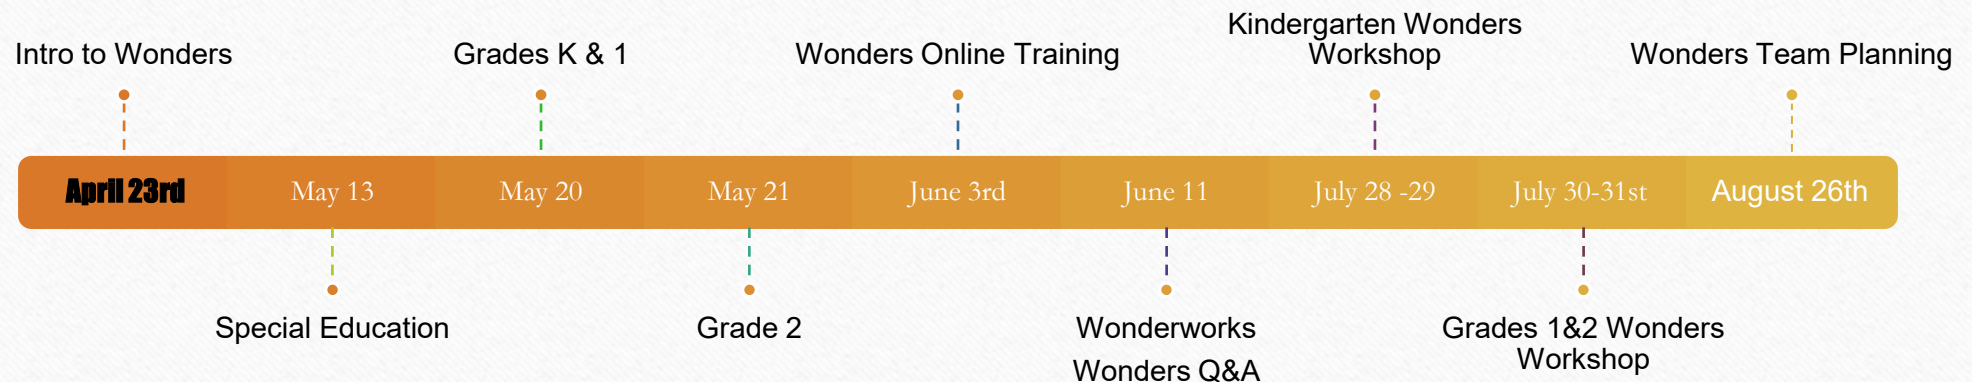 Kindergarten Wonders
Intro to Wonders
Grades K & 1
Wonders Online Training
Workshop
Wonders Team Planning
April 23rd
May 13
May 20
May 21
June 3rd
June 11
July 28 -29
July 30-31st
August 26th
Special Education
Grade 2
Wonderworks
Wonders Q&A
Grades 1&2 Wonders
Workshop